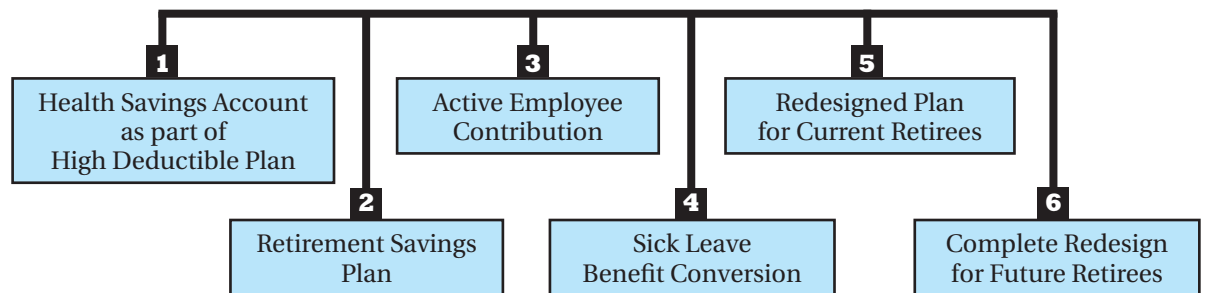 1
Health Savings Account
as part of
High Deductible Plan
2
Retirement Savings
Plan
3
Active Employee
Contribution
4
Sick Leave
Benefit Conversion
5
Redesigned Plan
for Current Retirees
6
Complete Redesign
for Future Retirees